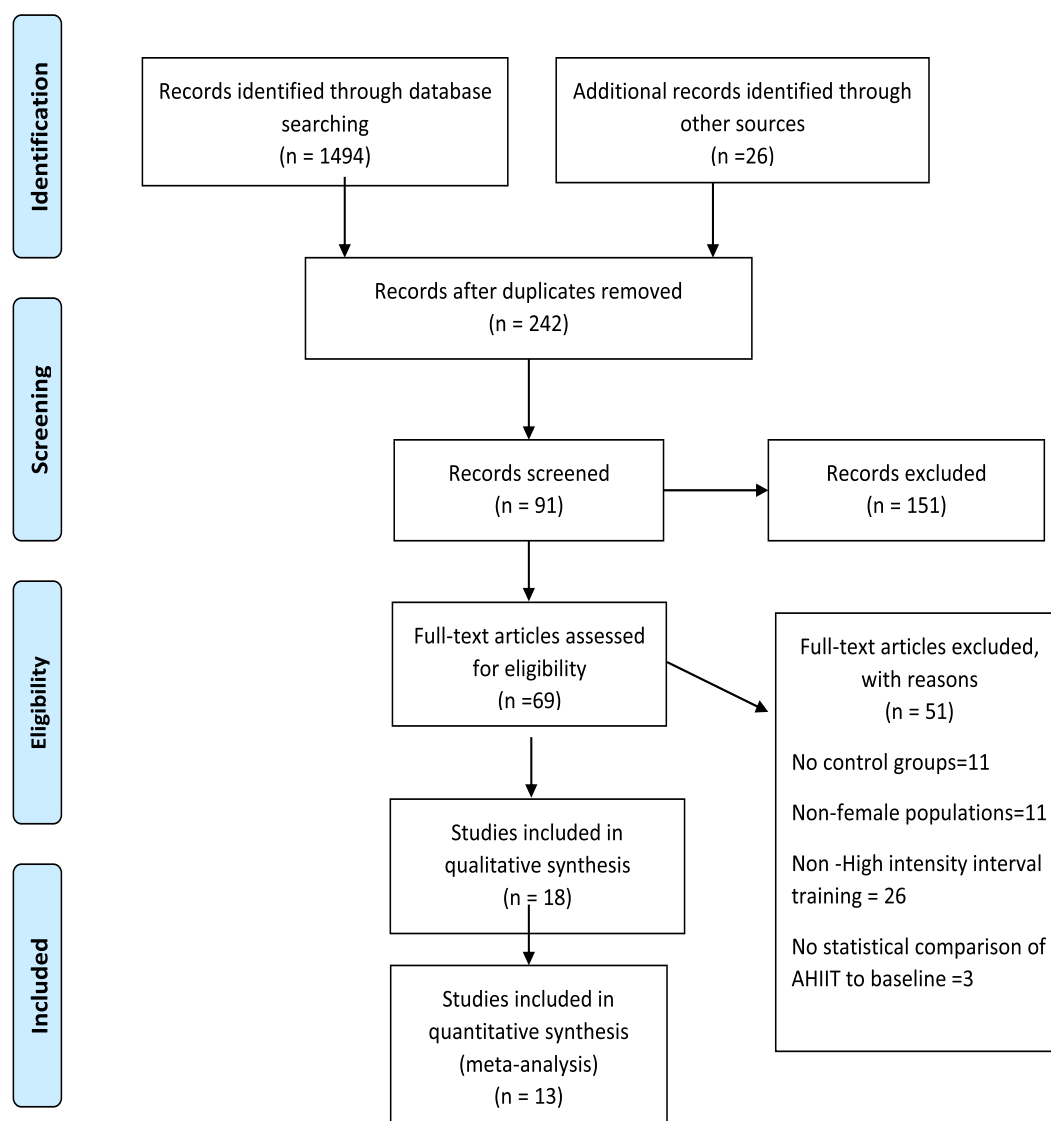 Identification
Records identified through database
searching
(n = 1494)
Additional records identified through
other sources
(n =26)
Records after duplicates removed
(n = 242)
Screening
Records screened
(n = 91)
Records excluded
(n = 151)
Eligibility
Full-text articles assessed
for eligibility
(n =69)
Full-text articles excluded,
with reasons
(n = 51)
No control groups=11
Non-female populations=11
Non -High intensity interval
training = 26
No statistical comparison of
AHIIT to baseline =3
Studies included in
qualitative synthesis
(n = 18)
Included
Studies included in
quantitative synthesis
(meta-analysis)
(n = 13)